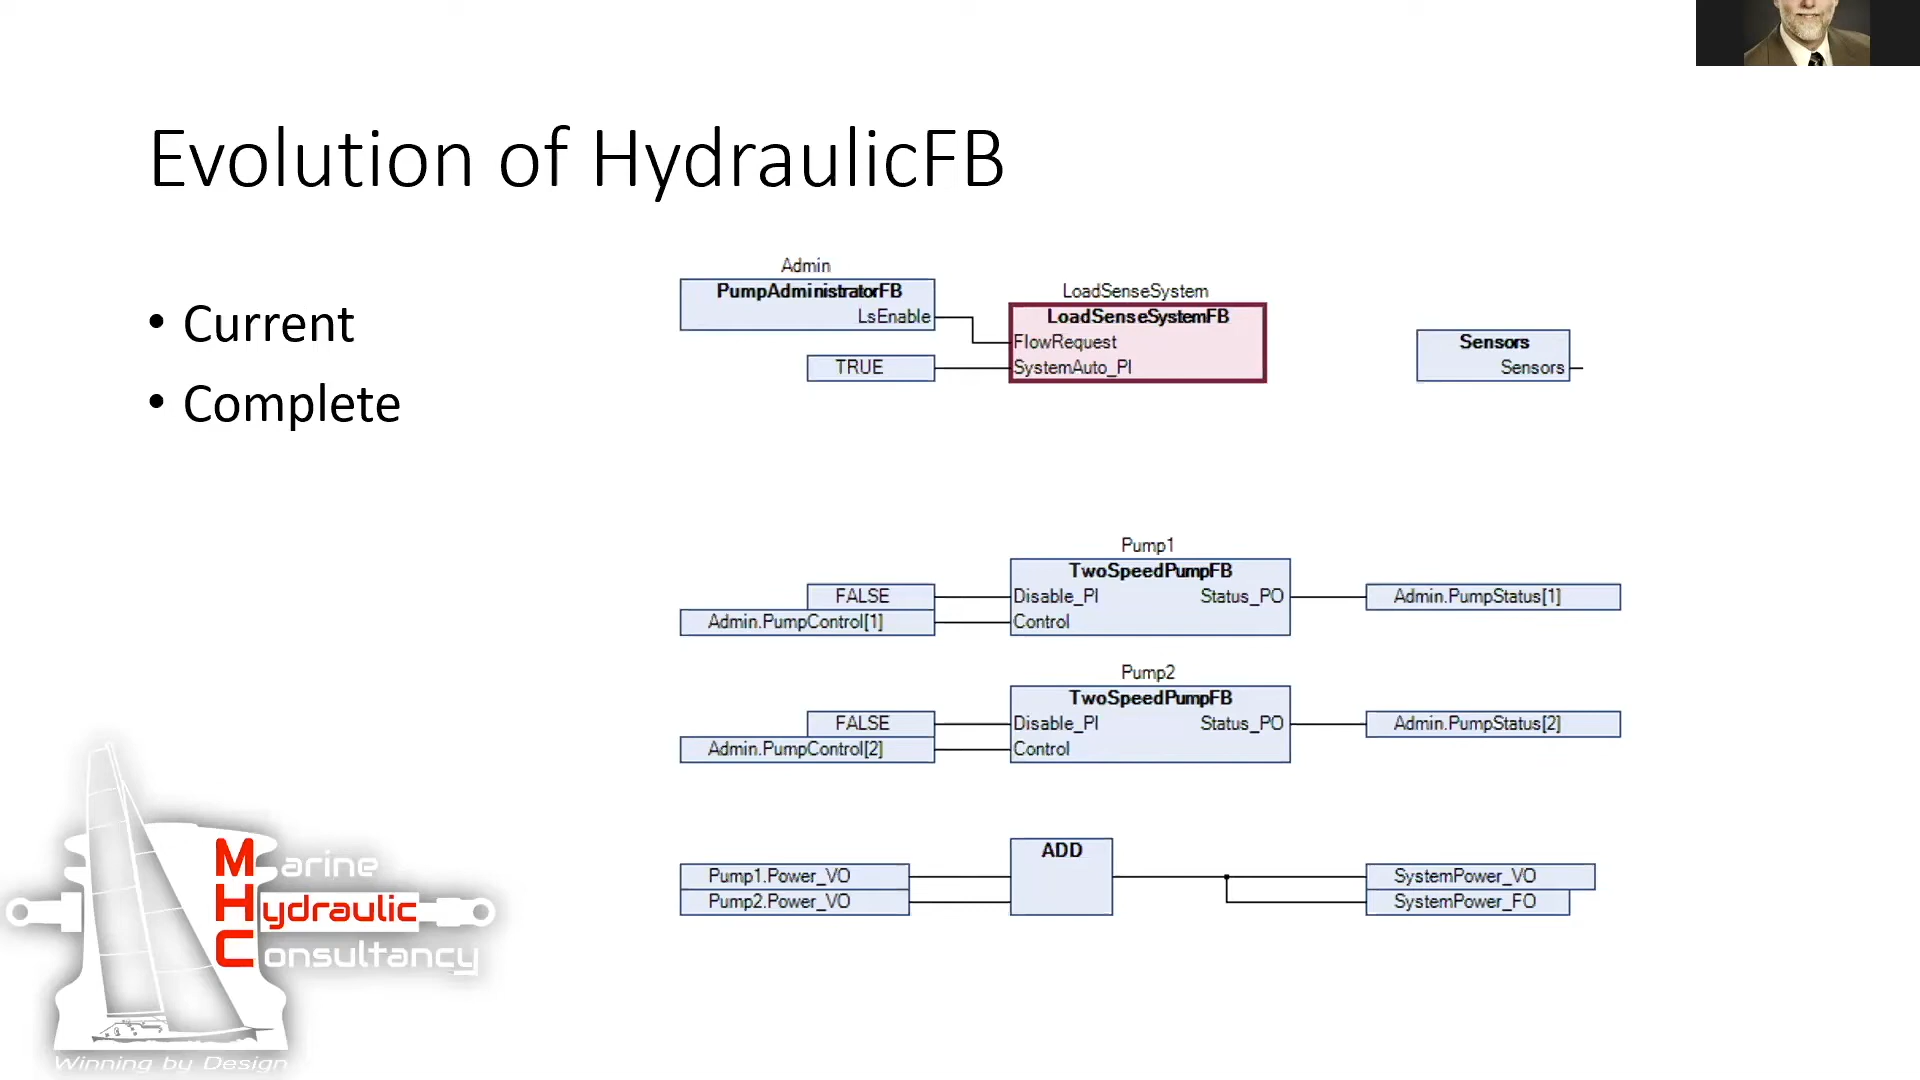 Evolution of HydraulicFB
• Current
• Complete
Admin
PumpAdministratorFB
LsEnable
TRUE
LoadSenseSystem
LoadSenseSystemFB
FlowRequest
SystemAuto_PI
Sensors
Sensors
Pump1
TwoSpeedPumpFB
FALSE
Disable_PI
Status_PO
Admin.PumpStatus[1]
Admin.PumpControl[1]
Control
Pump2
TwoSpeedPumpFB
FALSE
Disable_PI
Status_PO
Admin.PumpStatus[2]
Admin.PumpControl[2]
Control
ADD
Pump1.Power_VO
SystemPower_VO
Pump2.Power_VO
SystemPower_FO
Marine
Hydraulic
Consultancy
Winning by Design